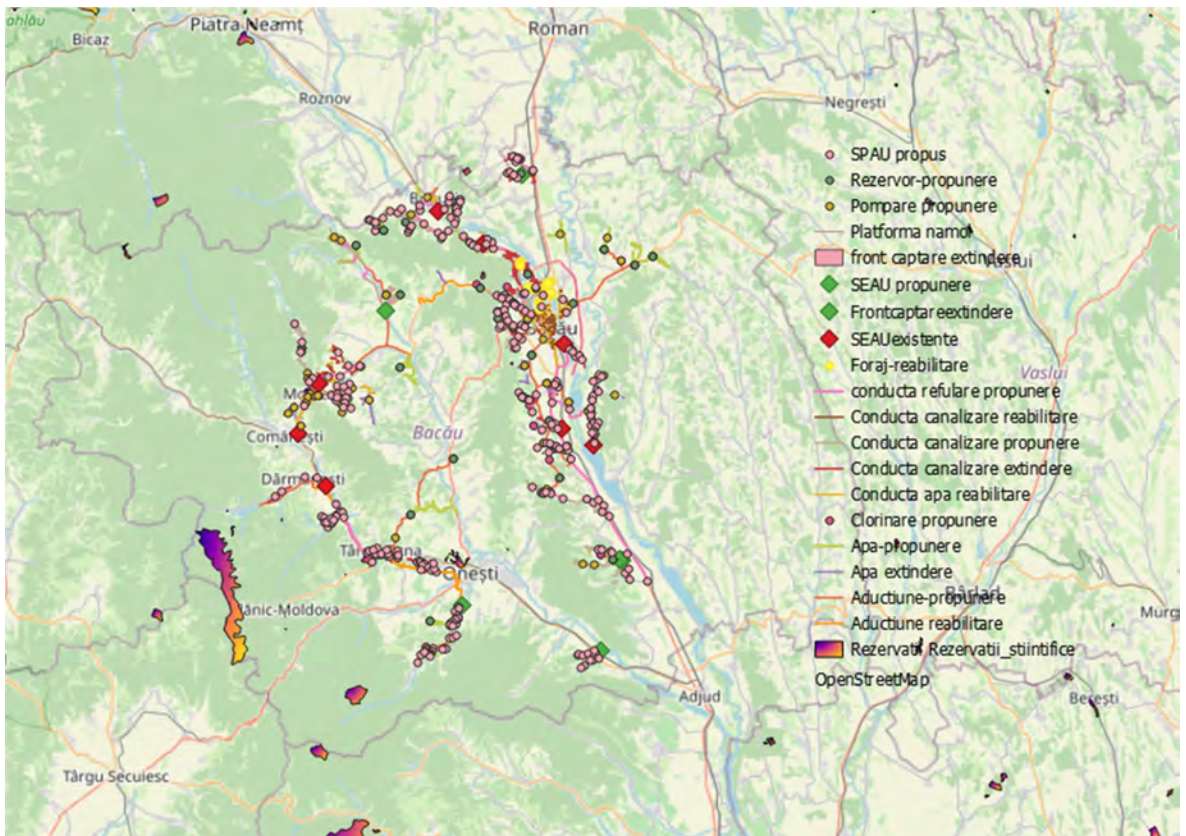 Piatra Neamț
Roman
Bicaz
Roznov
Negrești
SPAU propus
Rezervor-propunere
Pompare propunere
Platforma namol
front captare extindere
SEAU propunere
Frontcaptareextindere
SEAUexistente
Foraj-reabilitare
Vaslui
conducta refulare propunere
Conducta canalizare reabilitare
Comănești
Bacău
Conducta canalizare propunere
Conducta canalizare extindere
Conducta apa reabilitare
Clorinare propunere
Apa-propunere
Onești
Apa extindere
Bârlad
Aductiune-propunere
Aductiune reabilitare
Rezervatii Rezervatii_stiintifice
OpenStreetMap
Adjud
Berești
Târgu Secuiesc